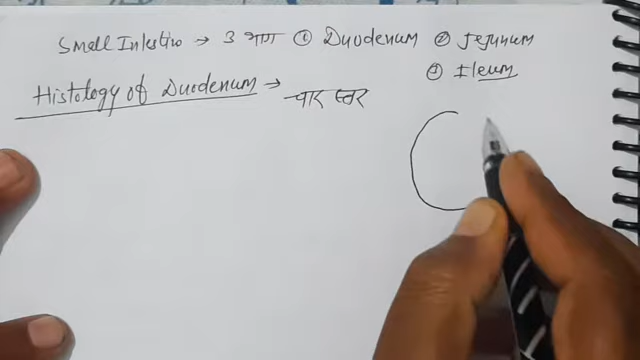 Small Intestine → 3 भाग ① Duodenum ② Jejunum
③ Ileum
Histology of Duodenum →
चार स्तर